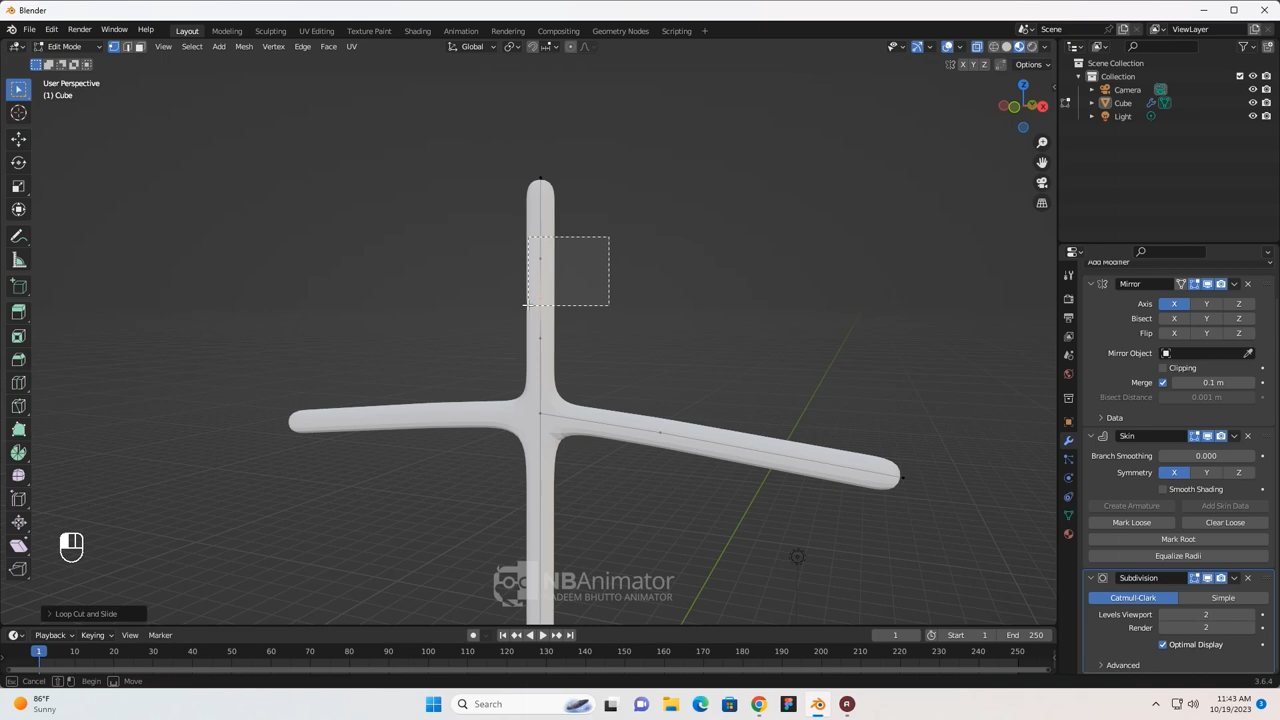 Blender
File Edit Render Window Help Layout Modeling Sculpting UV Editing Texture Paint Shading Animation Rendering Compositing Geometry Nodes Scripting + Scene ViewLayer
Edit Mode View Select Add Mesh Vertex Edge Face UV Global
X Y Z Options
User Perspective
(1) Cube
Z
Y X
Scene Collection
Collection
Camera
Cube
Light
Add Modifier
Mirror
Axis X Y Z
Bisect X Y Z
Flip X Y Z
Mirror Object
Clipping
Merge 0.1 m
Bisect Distance 0.001 m
Data
Skin
Branch Smoothing 0.000
Symmetry X Y Z
Smooth Shading
Create Armature Add Skin Data
Mark Loose Clear Loose
Mark Root
Equalize Radii
Subdivision
Catmull-Clark Simple
Levels Viewport 2
Render 2
Optimal Display
Advanced
NBAnimator
NADEEM BHUTTO ANIMATOR
Loop Cut and Slide
Playback Keying View Marker 1 Start 1 End 250
1 10 20 30 40 50 60 70 80 90 100 110 120 130 140 150 160 170 180 190 200 210 220 230 240 250
Cancel Begin Move 3.6.4
86°F
Sunny
Search
11:43 AM
10/19/2023
3